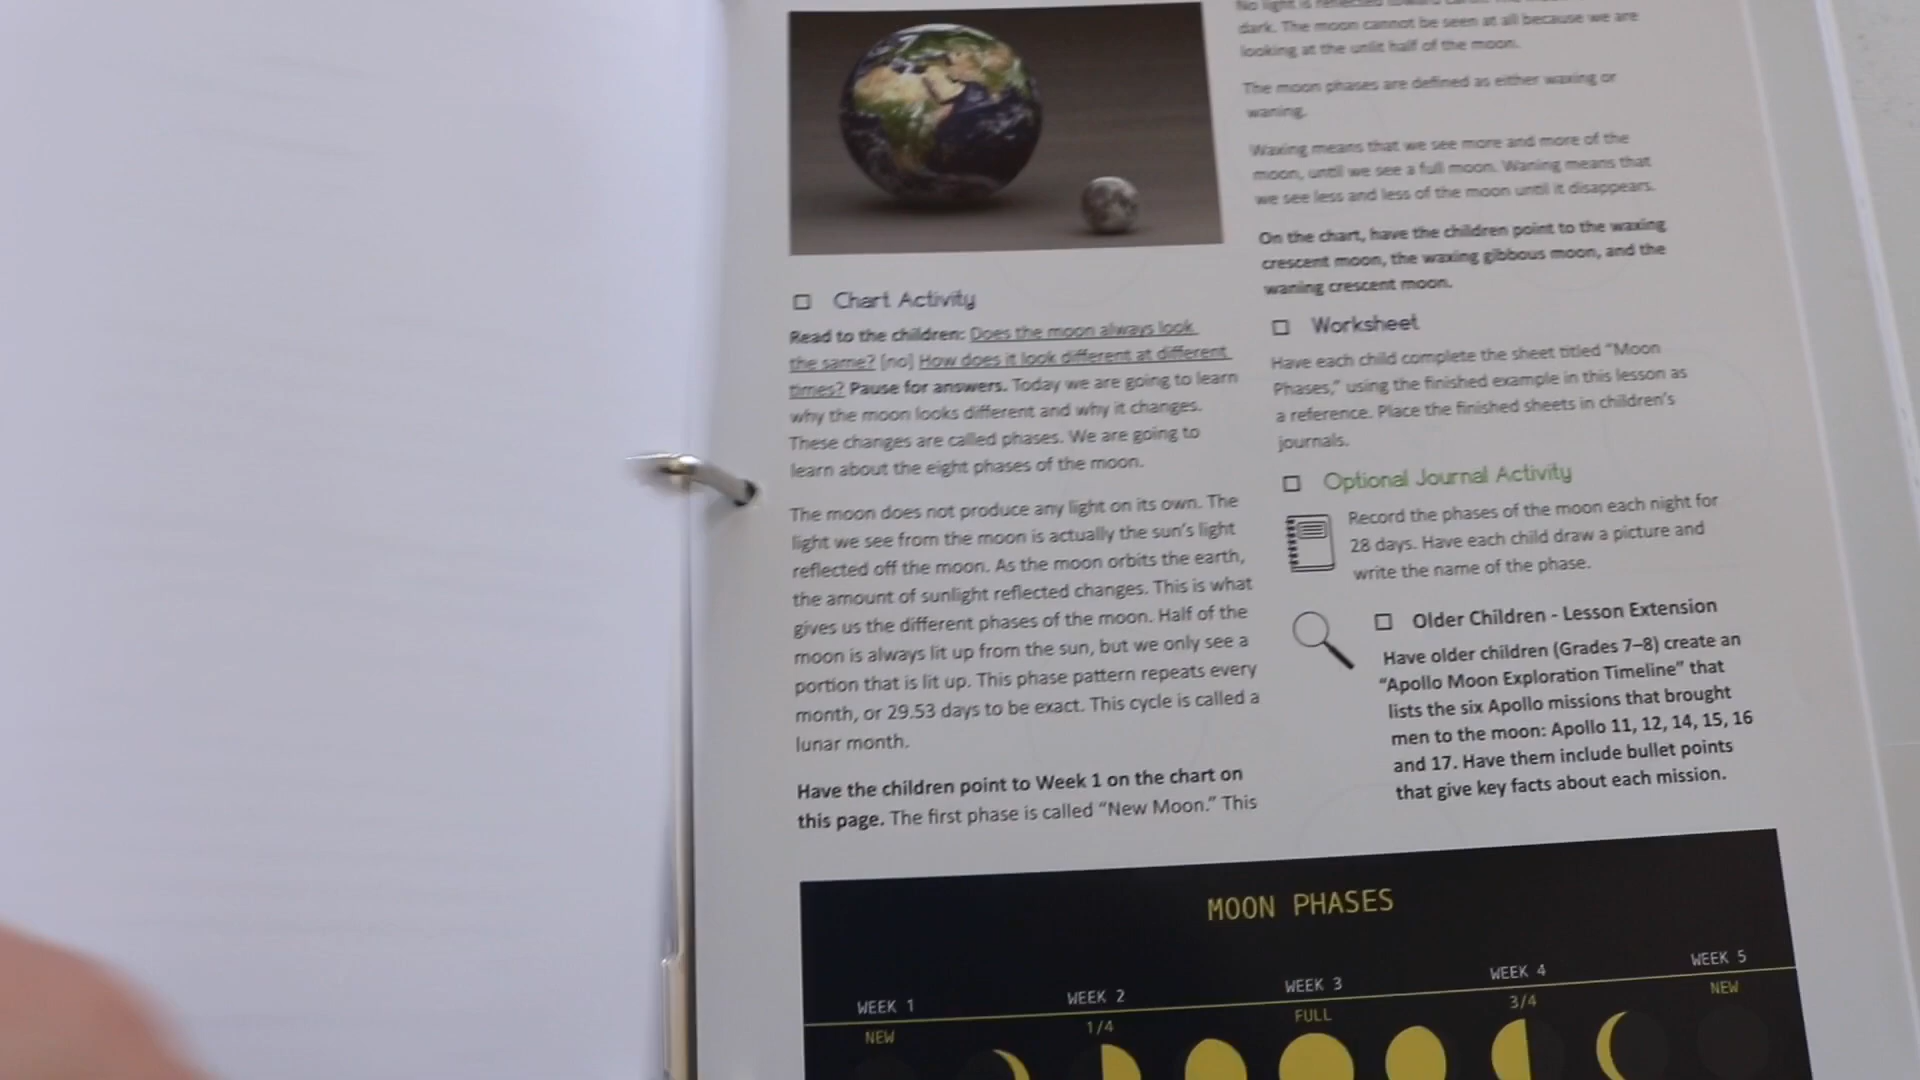 Chart Activity
Read to the children: Does the moon always look
the same? [no] How does it look different at different
times? Pause for answers. Today we are going to learn
why the moon looks different and why it changes.
These changes are called phases. We are going to
learn about the eight phases of the moon.
The moon does not produce any light on its own. The
light we see from the moon is actually the sun's light
reflected off the moon. As the moon orbits the earth,
the amount of sunlight reflected changes. This is what
gives us the different phases of the moon. Half of the
moon is always lit up from the sun, but we only see a
portion that is lit up. This phase pattern repeats every
month, or 29.53 days to be exact. This cycle is called a
lunar month.
Have the children point to Week 1 on the chart on
this page. The first phase is called “New Moon.” This
No light is reflected
dark. The moon cannot be seen at all because we are
looking at the unlit half of the moon.
The moon phases are defined as either waxing or
waning.
Waxing means that we see more and more of the
moon, until we see a full moon. Waning means that
we see less and less of the moon until it disappears.
On the chart, have the children point to the waxing
crescent moon, the waxing gibbous moon, and the
waning crescent moon.
Worksheet
Have each child complete the sheet titled “Moon
Phases,” using the finished example in this lesson as
a reference. Place the finished sheets in children's
journals.
Optional Journal Activity
Record the phases of the moon each night for
28 days. Have each child draw a picture and
write the name of the phase.
Older Children - Lesson Extension
Have older children (Grades 7–8) create an
“Apollo Moon Exploration Timeline” that
lists the six Apollo missions that brought
men to the moon: Apollo 11, 12, 14, 15, 16
and 17. Have them include bullet points
that give key facts about each mission.
MOON PHASES
WEEK 1 WEEK 2 WEEK 3 WEEK 4 WEEK 5
NEW 1/4 FULL 3/4 NEW